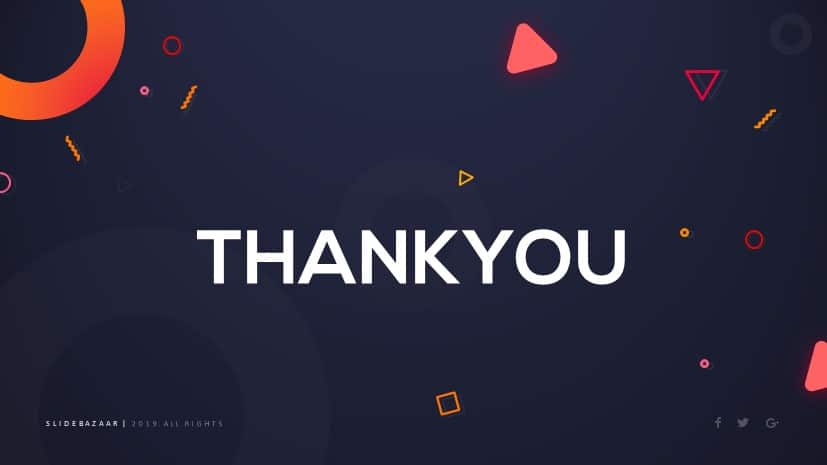 THANKYOU
SLIDEBAZAAR | 2019 ALL RIGHTS